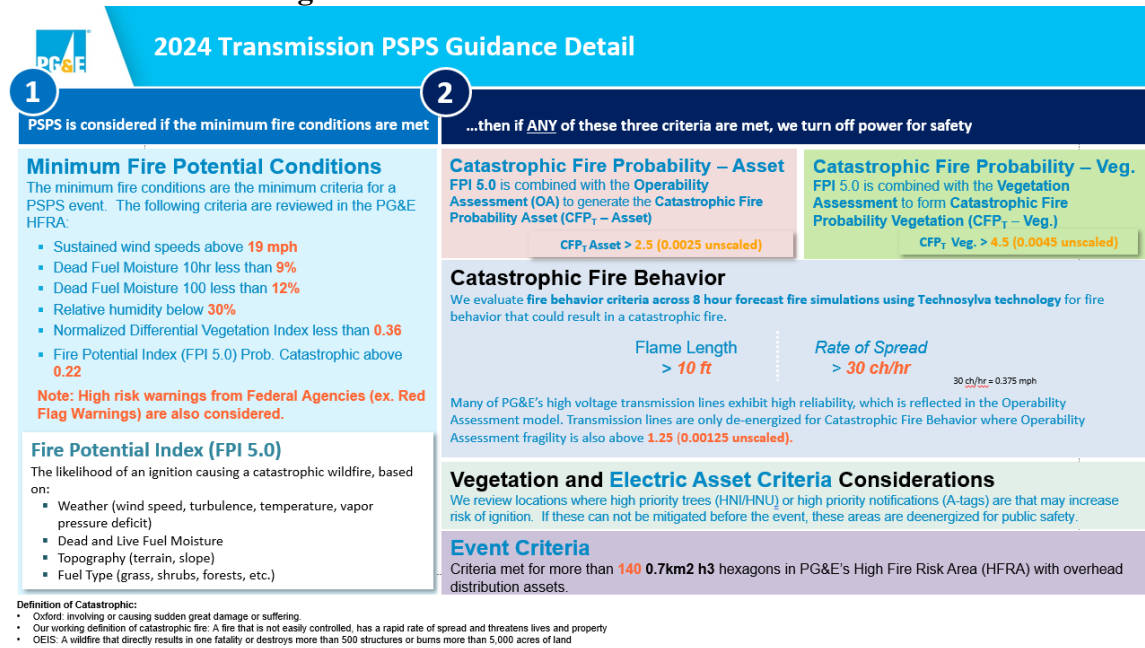 2024 Transmission PSPS Guidance Detail
PG&E
1
PSPS is considered if the minimum fire conditions are met
2
...then if ANY of these three criteria are met, we turn off power for safety
Minimum Fire Potential Conditions
The minimum fire conditions are the minimum criteria for a
PSPS event. The following criteria are reviewed in the PG&E
HFRA:
▪ Sustained wind speeds above 19 mph
▪ Dead Fuel Moisture 10hr less than 9%
▪ Dead Fuel Moisture 100 less than 12%
▪ Relative humidity below 30%
▪ Normalized Differential Vegetation Index less than 0.36
▪ Fire Potential Index (FPI 5.0) Prob. Catastrophic above
0.22
Note: High risk warnings from Federal Agencies (ex. Red
Flag Warnings) are also considered.
Fire Potential Index (FPI 5.0)
The likelihood of an ignition causing a catastrophic wildfire, based
on:
▪ Weather (wind speed, turbulence, temperature, vapor
pressure deficit)
▪ Dead and Live Fuel Moisture
▪ Topography (terrain, slope)
▪ Fuel Type (grass, shrubs, forests, etc.)
Catastrophic Fire Probability – Asset
FPI 5.0 is combined with the Operability
Assessment (OA) to generate the Catastrophic Fire
Probability Asset (CFPT – Asset)
CFPT Asset > 2.5 (0.0025 unscaled)
Catastrophic Fire Probability – Veg.
FPI 5.0 is combined with the Vegetation
Assessment to form Catastrophic Fire
Probability Vegetation (CFPT – Veg.)
CFPT Veg. > 4.5 (0.0045 unscaled)
Catastrophic Fire Behavior
We evaluate fire behavior criteria across 8 hour forecast fire simulations using Technosylva technology for fire
behavior that could result in a catastrophic fire.
Flame Length
> 10 ft
Rate of Spread
> 30 ch/hr
30 ch/hr = 0.375 mph
Many of PG&E's high voltage transmission lines exhibit high reliability, which is reflected in the Operability
Assessment model. Transmission lines are only de-energized for Catastrophic Fire Behavior where Operability
Assessment fragility is also above 1.25 (0.00125 unscaled).
Vegetation and Electric Asset Criteria Considerations
We review locations where high priority trees (HNI/HNU) or high priority notifications (A-tags) are that may increase
risk of ignition. If these can not be mitigated before the event, these areas are deenergized for public safety.
Event Criteria
Criteria met for more than 140 0.7km2 h3 hexagons in PG&E's High Fire Risk Area (HFRA) with overhead
distribution assets.
Definition of Catastrophic:
• Oxford: involving or causing sudden great damage or suffering.
• Our working definition of catastrophic fire: A fire that is not easily controlled, has a rapid rate of spread and threatens lives and property
• OEIS: A wildfire that directly results in one fatality or destroys more than 500 structures or burns more than 5,000 acres of land